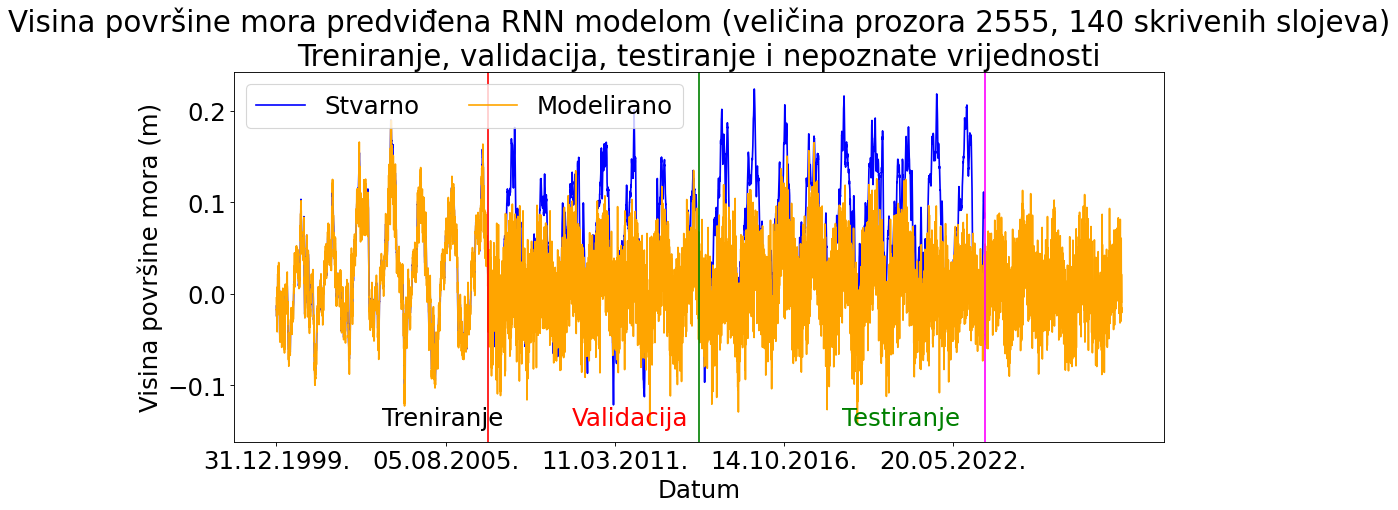 Visina površine mora predviđena RNN modelom (veličina prozora 2555, 140 skrivenih slojeva)
Treniranje, validacija, testiranje i nepoznate vrijednosti
Stvarno Modelirano
Visina površine mora (m)
0.2
0.1
0.0
−0.1
Treniranje Validacija Testiranje
31.12.1999. 05.08.2005. 11.03.2011. 14.10.2016. 20.05.2022.
Datum